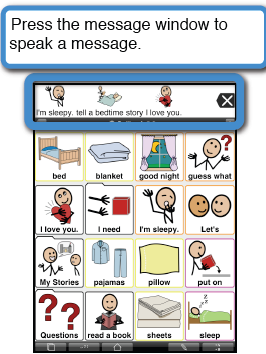 Press the message window to
speak a message.
I'm sleepy. tell a bedtime story I love you.
bed
blanket
good night
guess what
I love you.
I need
I'm sleepy.
Let's
My Stories
pajamas
pillow
put on
Questions
read a book
sheets
sleep